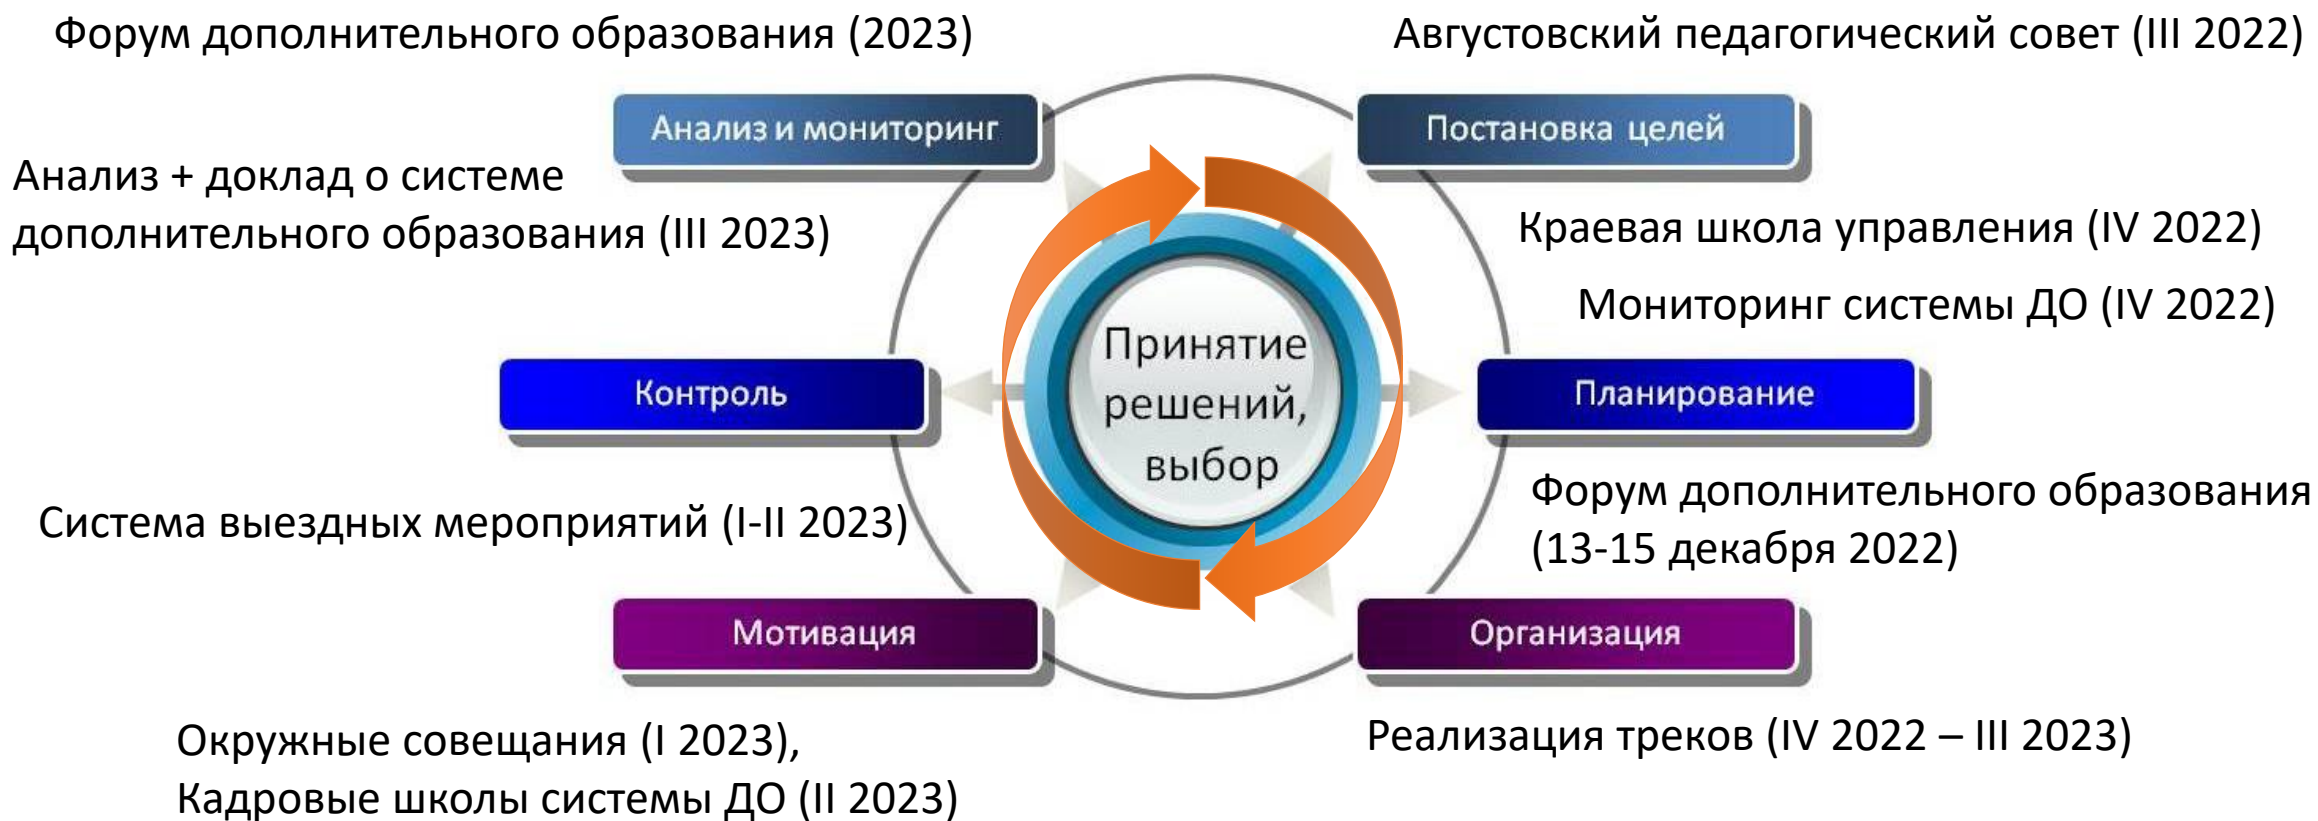 Форум дополнительного образования (2023)
Августовский педагогический совет (III 2022)
Анализ и мониторинг
Постановка целей
Анализ + доклад о системе
дополнительного образования (III 2023)
Краевая школа управления (IV 2022)
Мониторинг системы ДО (IV 2022)
Принятие
решений,
выбор
Контроль
Планирование
Система выездных мероприятий (I-II 2023)
Форум дополнительного образования
(13-15 декабря 2022)
Мотивация
Организация
Окружные совещания (I 2023),
Кадровые школы системы ДО (II 2023)
Реализация треков (IV 2022 – III 2023)